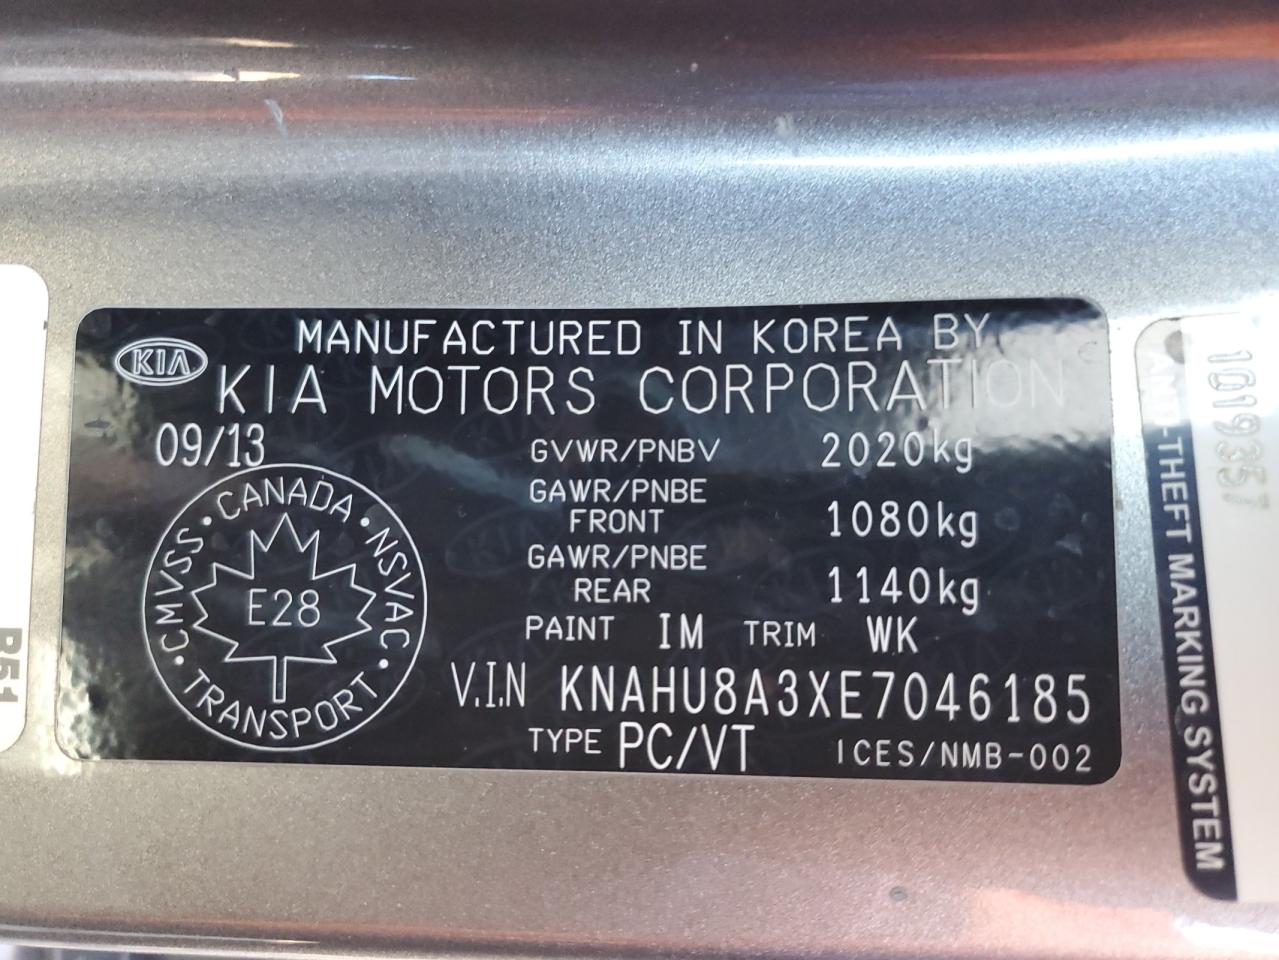 MANUFACTURED IN KOREA BY
KIA
KIA MOTORS CORPORATION
09/13
GVWR/PNBV 2020kg
GAWR/PNBE
FRONT 1080kg
GAWR/PNBE
REAR 1140kg
PAINT IM TRIM WK
V.I.N KNAHU8A3XE7046185
TYPE PC/VT ICES/NMB-002
CANADA • NSVAC • TRANSPORT • CMVSS •
E28
-THEFT MARKING SYSTEM